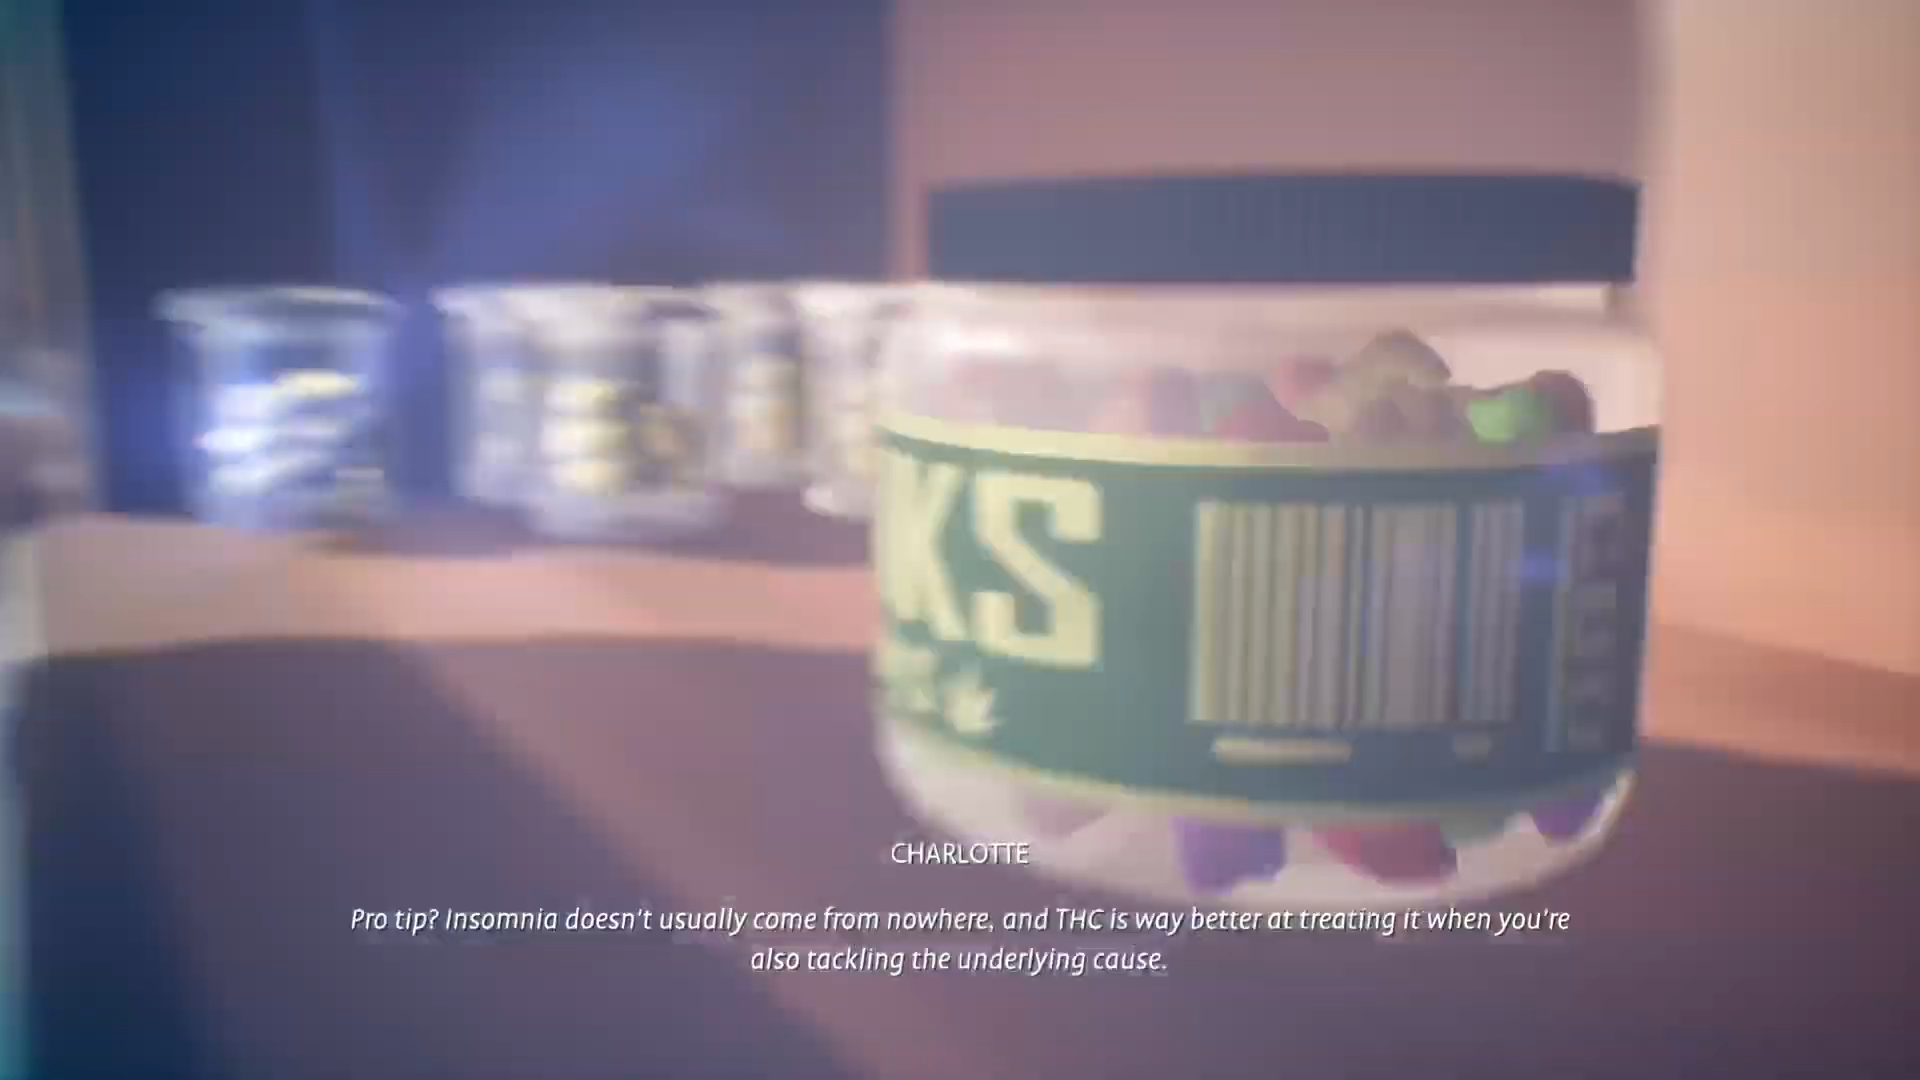 KS
CHARLOTTE
Pro tip? Insomnia doesn't usually come from nowhere, and THC is way better at treating it when you're
also tackling the underlying cause.